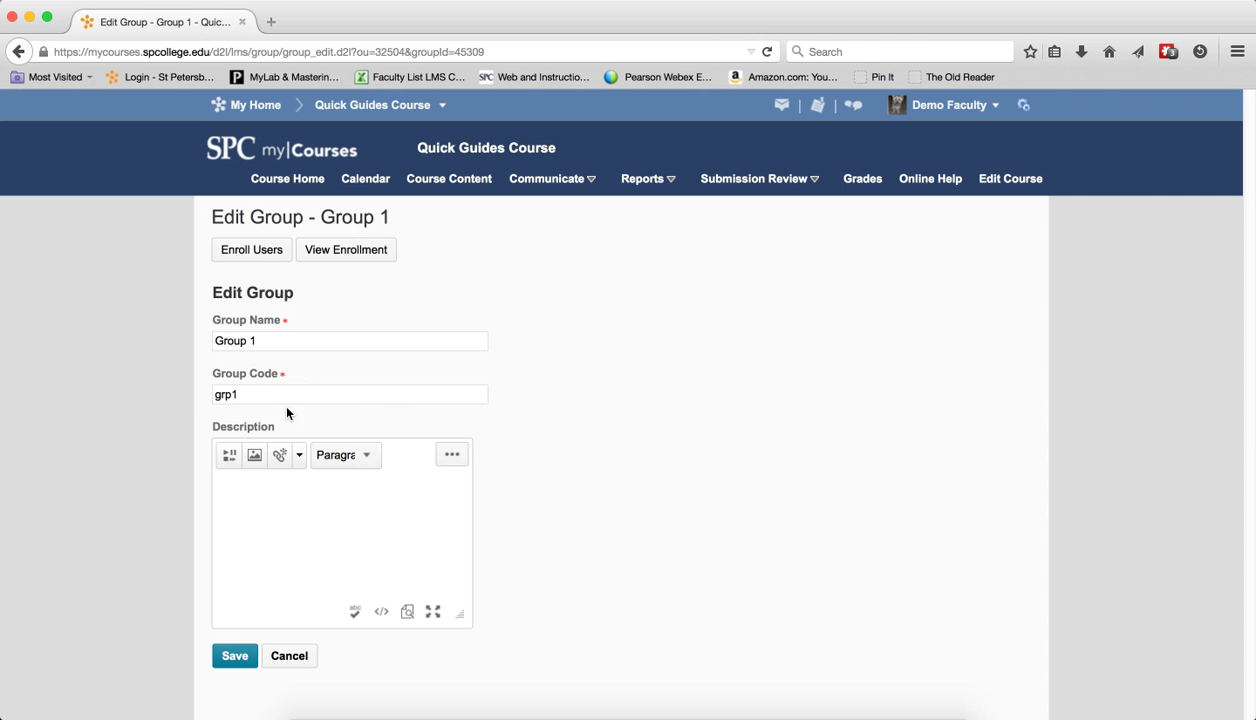 Edit Group - Group 1 - Quic...
https://mycourses.spcollege.edu/d2l/lms/group/group_edit.d2l?ou=32504&groupId=45309
Search
Most Visited
Login - St Petersb...
MyLab & Masterin...
Faculty List LMS C...
SPC Web and Instructio...
Pearson Webex E...
Amazon.com: You...
Pin It
The Old Reader
My Home
Quick Guides Course
Demo Faculty
SPC my|Courses
Quick Guides Course
Course Home
Calendar
Course Content
Communicate
Reports
Submission Review
Grades
Online Help
Edit Course
Edit Group - Group 1
Enroll Users
View Enrollment
Edit Group
Group Name *
Group 1
Group Code *
grp1
Description
Paragra
abc
Save
Cancel